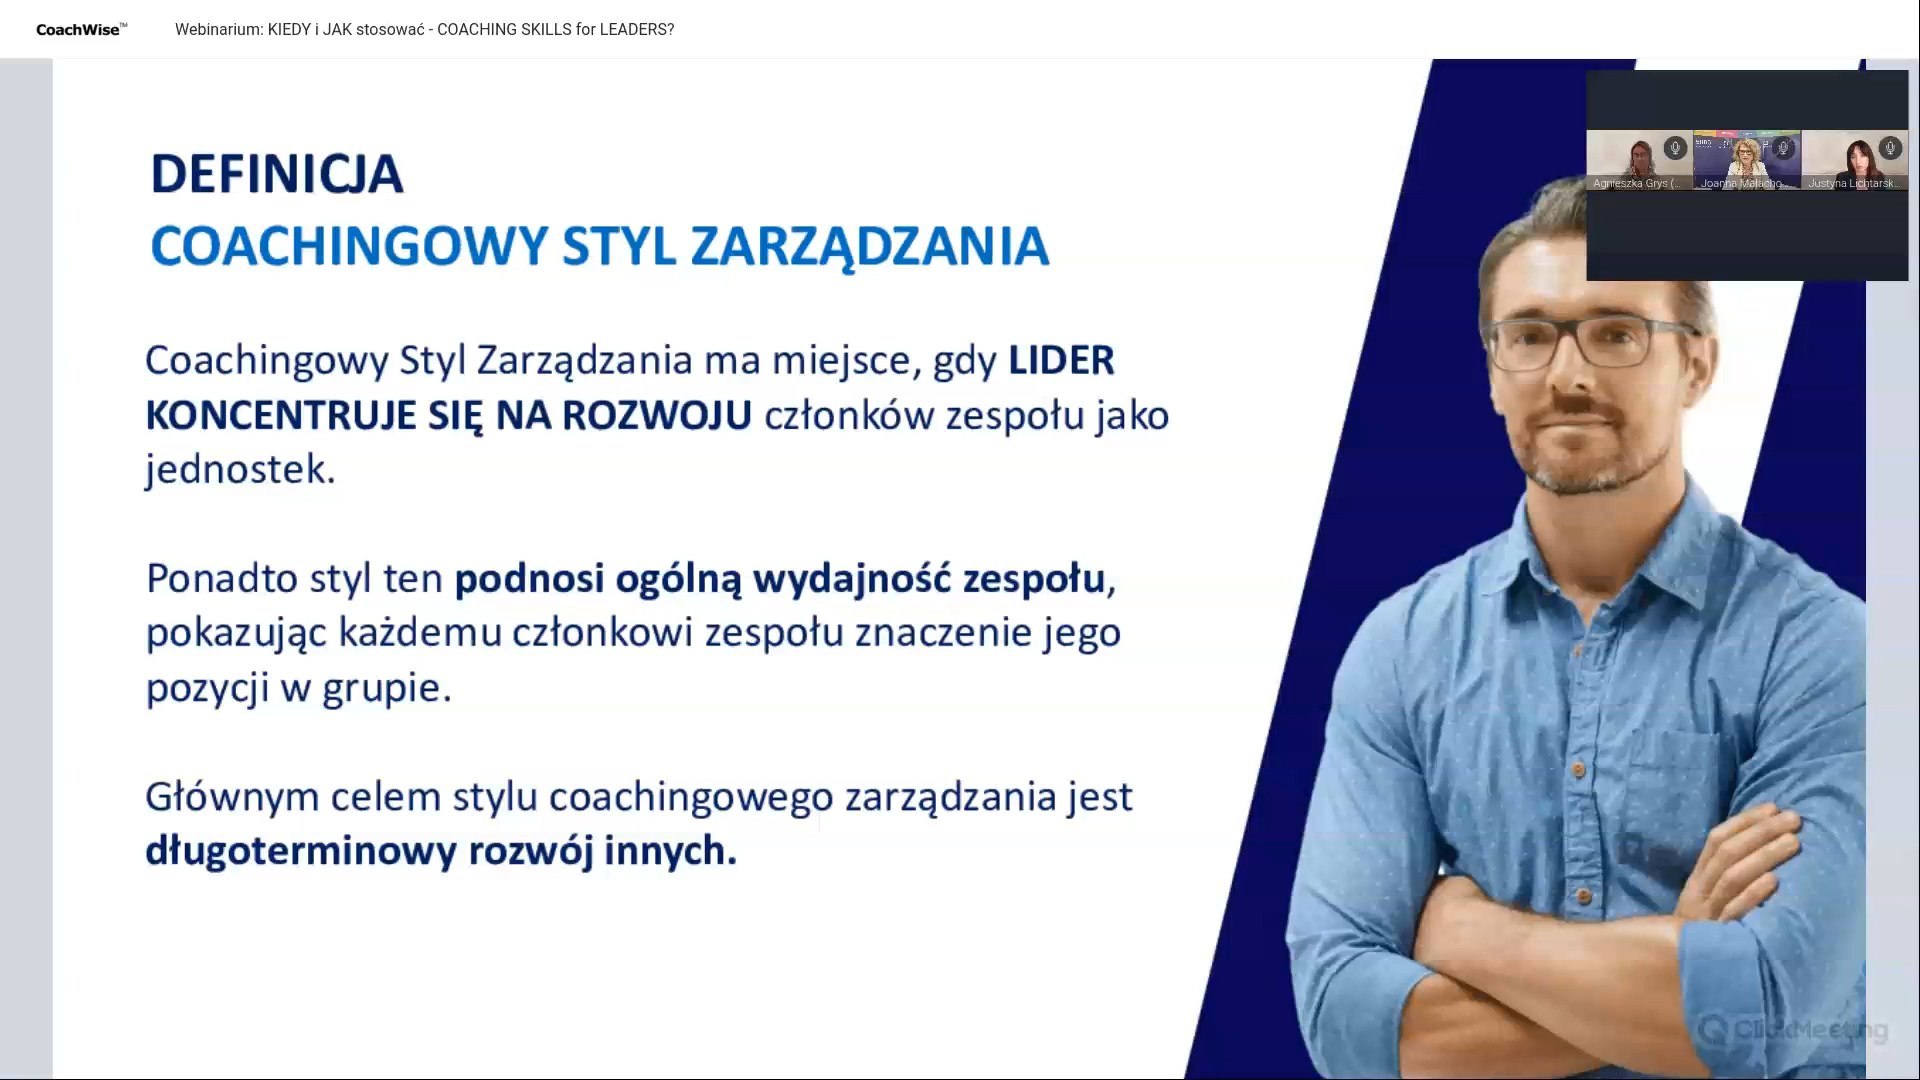 CoachWise™
Webinarium: KIEDY i JAK stosować - COACHING SKILLS for LEADERS?
Agnieszka Grys (...
Joanna Małacho...
Justyna Lichtarsk...
DEFINICJA
COACHINGOWY STYL ZARZĄDZANIA
Coachingowy Styl Zarządzania ma miejsce, gdy LIDER
KONCENTRUJE SIĘ NA ROZWOJU członków zespołu jako
jednostek.
Ponadto styl ten podnosi ogólną wydajność zespołu,
pokazując każdemu członkowi zespołu znaczenie jego
pozycji w grupie.
Głównym celem stylu coachingowego zarządzania jest
długoterminowy rozwój innych.
ClickMeeting